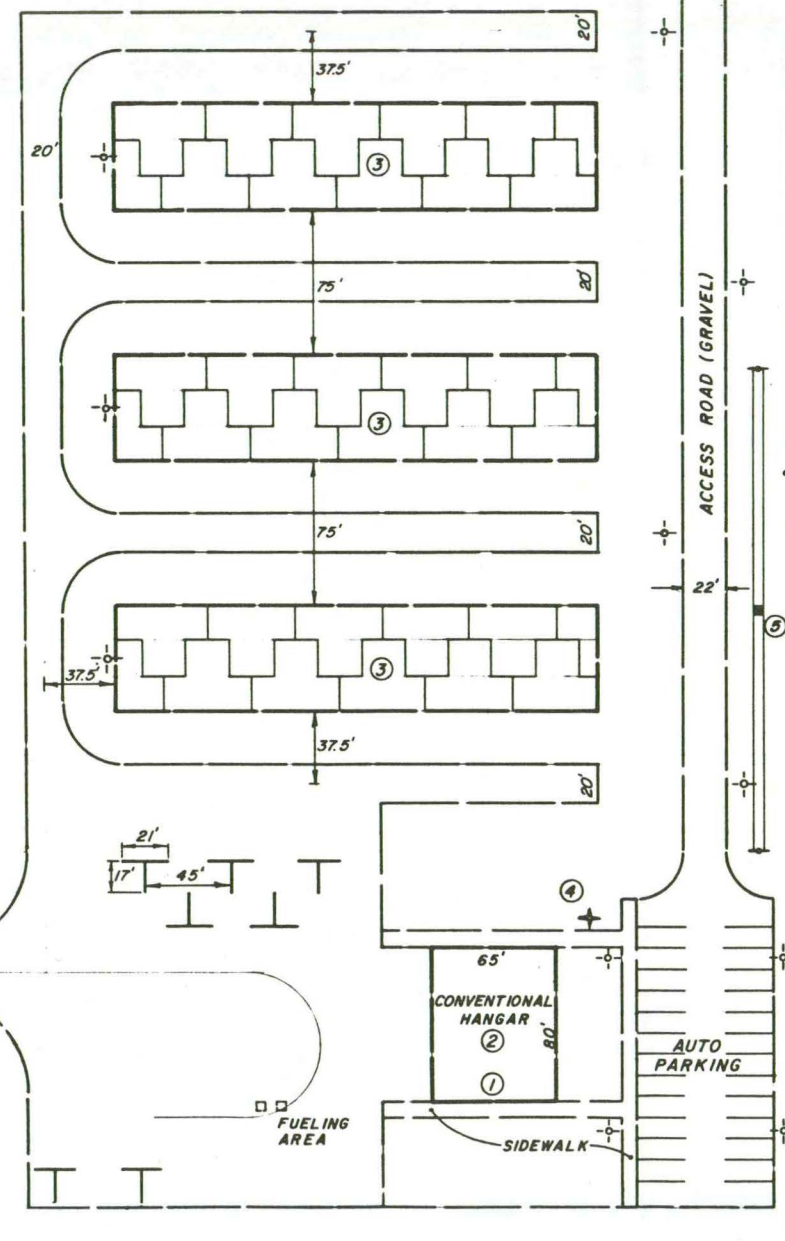 20'
37.5'
20'
③
75'
20'
ACCESS ROAD (GRAVEL)
③
75'
20'
22'
⑤
③
37.5'
37.5'
20'
21'
17'
45'
④
65'
CONVENTIONAL
HANGAR
②
80'
①
AUTO
PARKING
FUELING
AREA
SIDEWALK